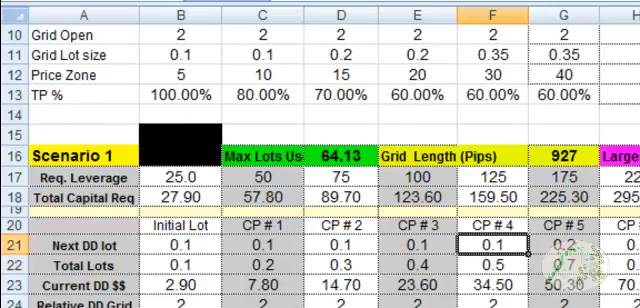 A B C D E F G H
10 Grid Open 2 2 2 2 2 2
11 Grid Lot size 0.1 0.1 0.2 0.2 0.35 0.35
12 Price Zone 5 10 15 20 30 40
13 TP % 100.00% 80.00% 70.00% 60.00% 60.00% 60.00%
14
15
16 Scenario 1 Max Lots Us 64.13 Grid Length (Pips) 927 Large
17 Req. Leverage 25.0 50 75 100 125 175 22
18 Total Capital Req 27.90 57.80 89.70 123.60 159.50 225.30 295
19
20 Initial Lot CP # 1 CP # 2 CP # 3 CP # 4 CP # 5 CP #
21 Next DD lot 0.1 0.1 0.1 0.1 0.1 0.2
22 Total Lots 0.1 0.2 0.3 0.4 0.5 0.7
23 Current DD $$ 2.90 7.80 14.70 23.60 34.50 50.30 70
24 Relative DD Grid 2 2 2 2 2 2